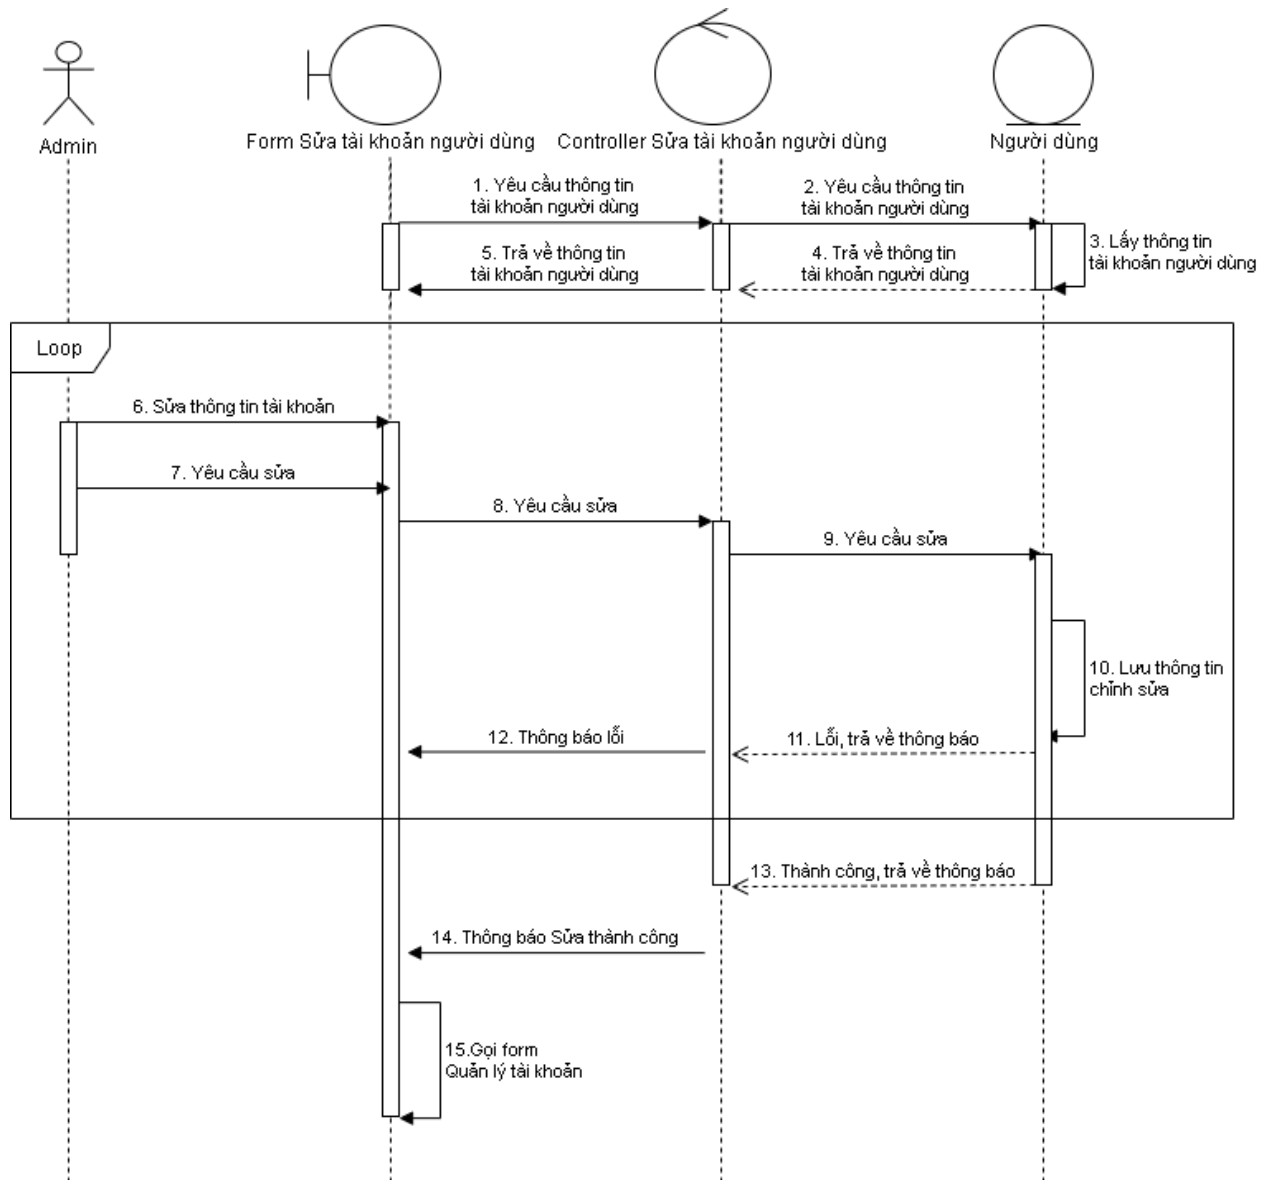 Admin
Form Sửa tài khoản người dùng
Controller Sửa tài khoản người dùng
Người dùng
1. Yêu cầu thông tin
tài khoản người dùng
2. Yêu cầu thông tin
tài khoản người dùng
3. Lấy thông tin
tài khoản người dùng
5. Trả về thông tin
tài khoản người dùng
4. Trả về thông tin
tài khoản người dùng
Loop
6. Sửa thông tin tài khoản
7. Yêu cầu sửa
8. Yêu cầu sửa
9. Yêu cầu sửa
10. Lưu thông tin
chỉnh sửa
12. Thông báo lỗi
11. Lỗi, trả về thông báo
13. Thành công, trả về thông báo
14. Thông báo Sửa thành công
15.Gọi form
Quản lý tài khoản